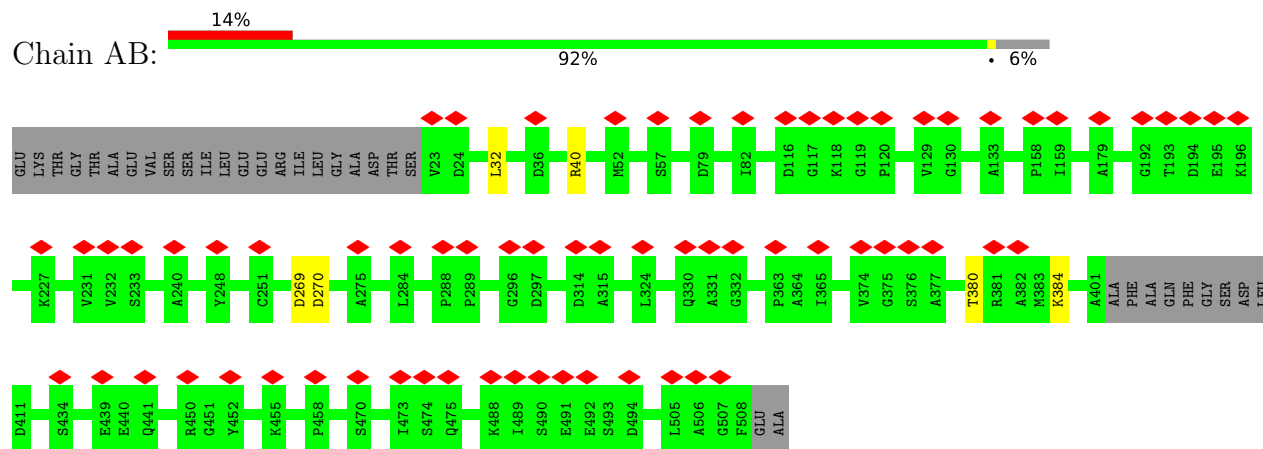 14%
Chain AB:
92% • 6%
GLU LYS THR GLY THR ALA GLU VAL SER SER ILE LEU GLU GLU ARG ILE LEU GLY ALA ASP THR SER V23 D24 L32 D36 R40 M52 S57 D79 I82 D116 G117 K118 G119 P120 V129 G130 A133 P158 I159 A179 G192 T193 D194 E195 K196
K227 V231 V232 S233 A240 Y248 C251 D269 D270 A275 L284 P288 P289 G296 D297 D314 A315 L324 Q330 A331 G332 P363 A364 I365 V374 G375 S376 A377 T380 R381 A382 M383 K384 A401 ALA PHE ALA GLN PHE GLY SER ASP LEU
D411 S434 E439 E440 Q441 R450 G451 Y452 K455 P458 S470 I473 S474 Q475 K488 I489 S490 E491 E492 S493 D494 L505 A506 G507 F508 GLU ALA